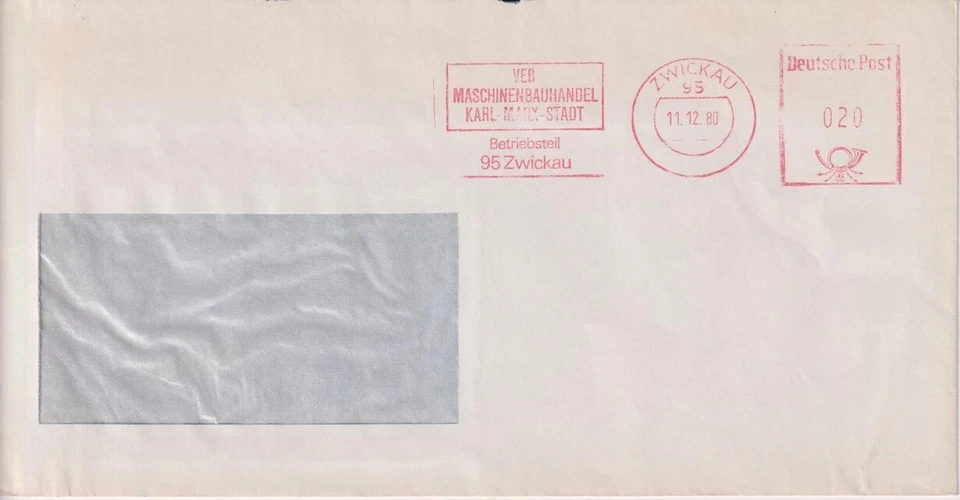 VEB
MASCHINENBAUHANDEL
KARL-MARX-STADT
Betriebsteil
95 Zwickau
ZWICKAU
95
11.12.80
Deutsche Post
020